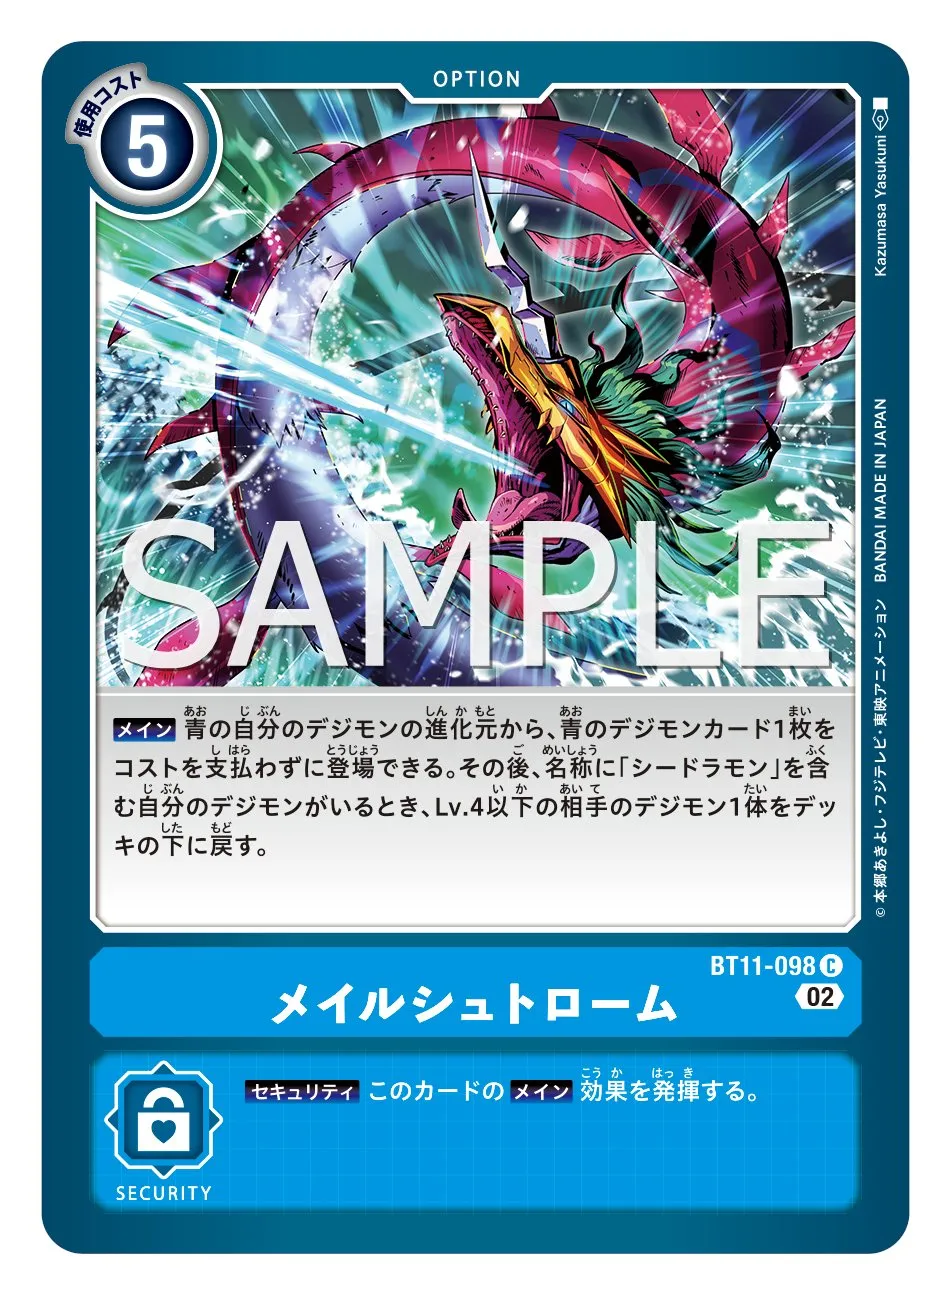 OPTION
使用コスト
5
Kazumasa Yasukuni
SAMPLE
メイン 青の自分のデジモンの進化元から、青のデジモンカード1枚を
コストを支払わずに登場できる。その後、名称に「シードラモン」を含
む自分のデジモンがいるとき、Lv.4以下の相手のデジモン1体をデッ
キの下に戻す。
©本郷あきよし・フジテレビ・東映アニメーション BANDAI MADE IN JAPAN
BT11-098 C
02
メイルシュトローム
セキュリティ このカードの メイン 効果を発揮する。
SECURITY